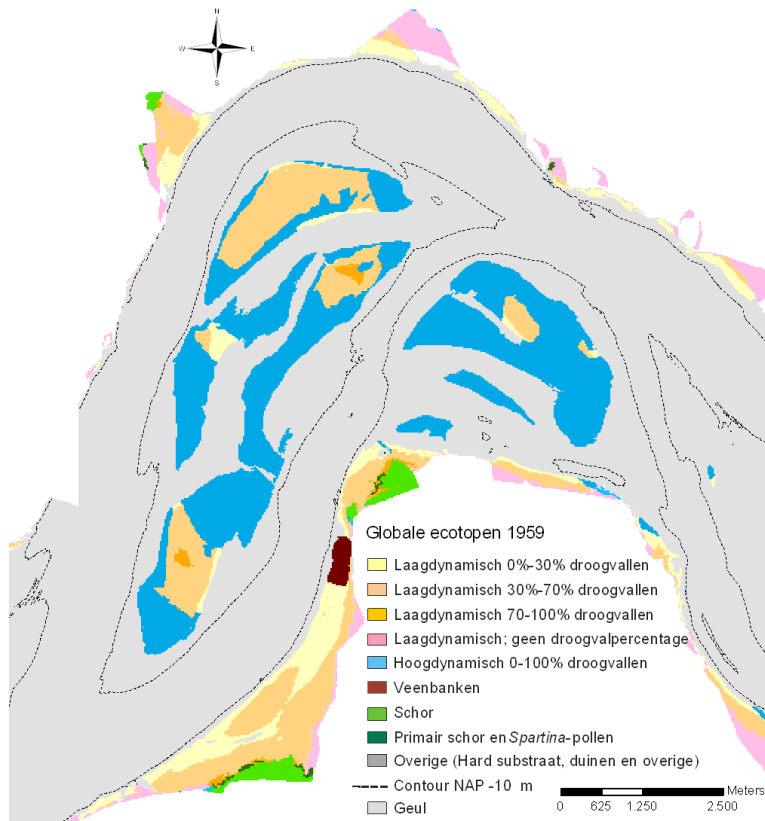 N
W E
S
Globale ecotopen 1959
Laagdynamisch 0%-30% droogvallen
Laagdynamisch 30%-70% droogvallen
Laagdynamisch 70-100% droogvallen
Laagdynamisch; geen droogvalpercentage
Hoogdynamisch 0-100% droogvallen
Veenbanken
Schor
Primair schor en Spartina-pollen
Overige (Hard substraat, duinen en overige)
Contour NAP -10 m
Geul
Meters
0 625 1.250 2.500